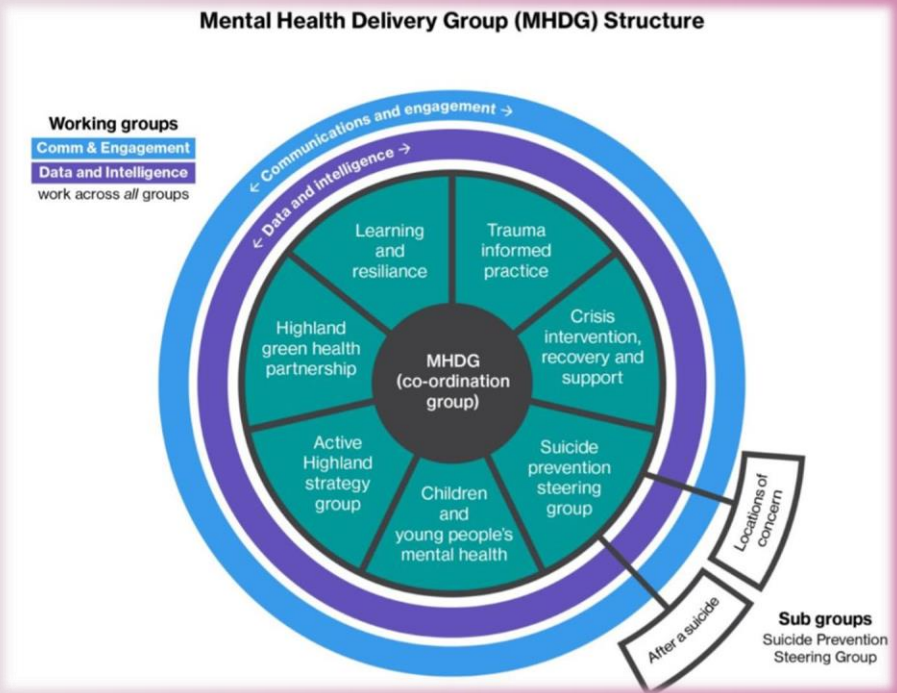 Mental Health Delivery Group (MHDG) Structure
Working groups
Comm & Engagement
Data and Intelligence
work across all groups
← Communications and engagement →
← Data and intelligence →
Learning
and
resiliance
Trauma
informed
practice
Crisis
intervention,
recovery and
support
Suicide
prevention
steering
group
Children
and
young people's
mental health
Active
Highland
strategy
group
Highland
green health
partnership
MHDG
(co-ordination
group)
Locations of
concern
After a suicide
Sub groups
Suicide Prevention
Steering Group